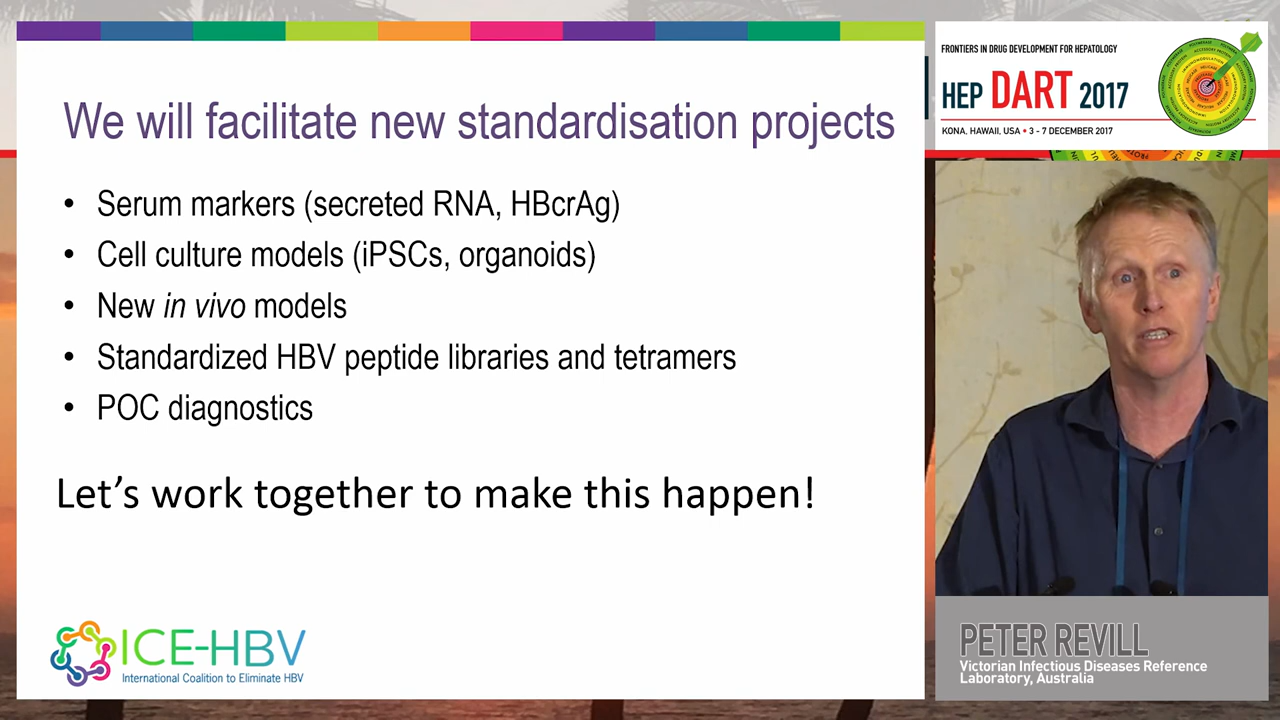 We will facilitate new standardisation projects
• Serum markers (secreted RNA, HBcrAg)
• Cell culture models (iPSCs, organoids)
• New in vivo models
• Standardized HBV peptide libraries and tetramers
• POC diagnostics
Let's work together to make this happen!
ICE-HBV
International Coalition to Eliminate HBV
FRONTIERS IN DRUG DEVELOPMENT FOR HEPATOLOGY
HEP DART 2017
KONA, HAWAII, USA • 3 - 7 DECEMBER 2017
PETER REVILL
Victorian Infectious Diseases Reference
Laboratory, Australia